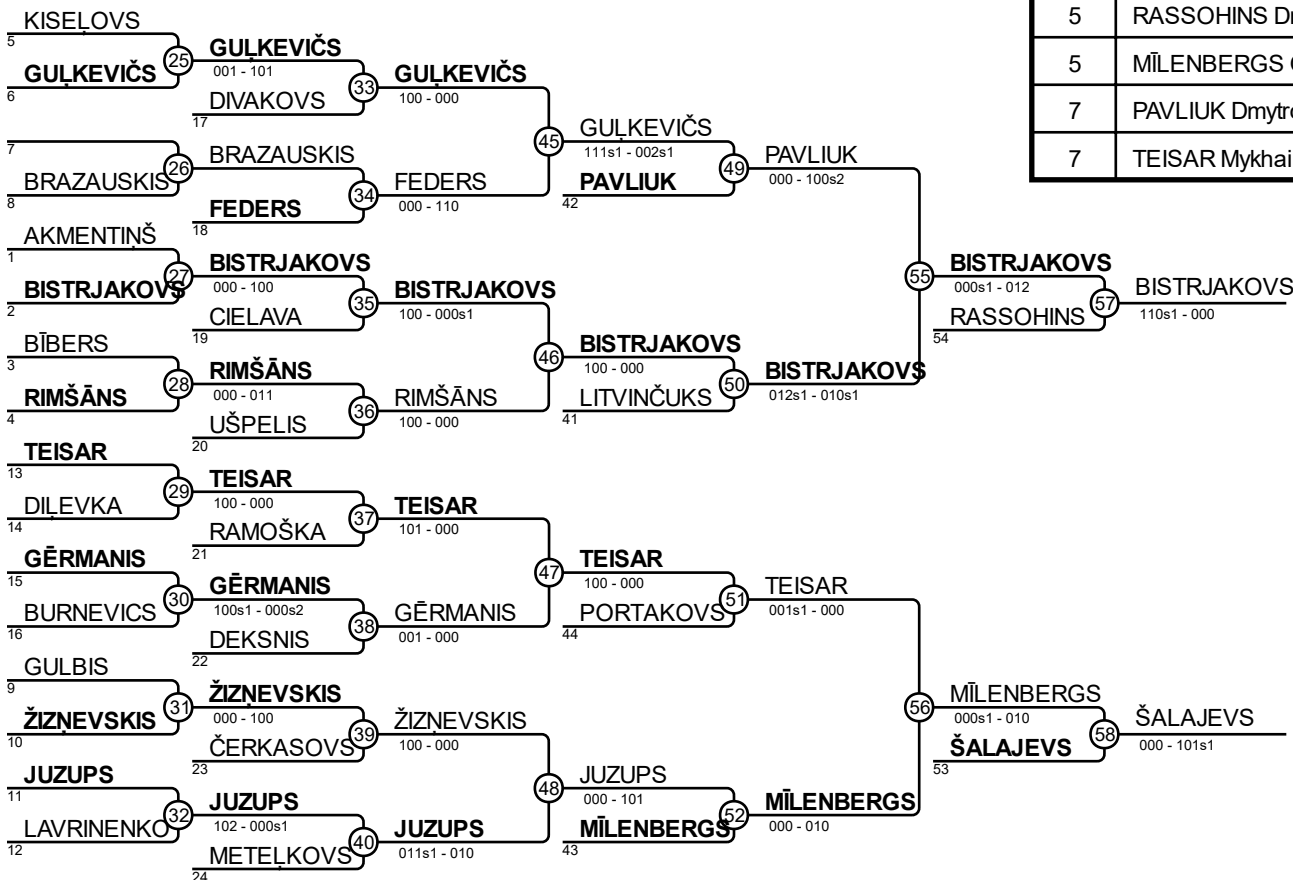 KISEĻOVS
5
25
GUĻKEVIČS
6
GUĻKEVIČS
001 - 101
33
DIVAKOVS
17
GUĻKEVIČS
100 - 000
7
26
BRAZAUSKIS
8
BRAZAUSKIS
34
FEDERS
18
FEDERS
000 - 110
45
GUĻKEVIČS
111s1 - 002s1
49
PAVLIUK
42
PAVLIUK
000 - 100s2
AKMENTIŅŠ
1
27
BISTRJAKOVS
2
BISTRJAKOVS
000 - 100
35
CIELAVA
19
BISTRJAKOVS
100 - 000s1
BĪBERS
3
28
RIMŠĀNS
4
RIMŠĀNS
000 - 011
36
UŠPELIS
20
RIMŠĀNS
100 - 000
46
BISTRJAKOVS
100 - 000
50
LITVINČUKS
41
BISTRJAKOVS
012s1 - 010s1
55
BISTRJAKOVS
000s1 - 012
57
RASSOHINS
54
BISTRJAKOVS
110s1 - 000
TEISAR
13
29
DIĻEVKA
14
TEISAR
100 - 000
37
RAMOŠKA
21
TEISAR
101 - 000
GĒRMANIS
15
30
BURNEVICS
16
GĒRMANIS
100s1 - 000s2
38
DEKSNIS
22
GĒRMANIS
001 - 000
47
TEISAR
100 - 000
51
PORTAKOVS
44
TEISAR
001s1 - 000
GULBIS
9
31
ŽIZŅEVSKIS
10
ŽIZŅEVSKIS
000 - 100
39
ČERKASOVS
23
ŽIZŅEVSKIS
100 - 000
JUZUPS
11
32
LAVRINENKO
12
JUZUPS
102 - 000s1
40
METEĻKOVS
24
JUZUPS
011s1 - 010
48
JUZUPS
000 - 101
52
MĪLENBERGS
43
MĪLENBERGS
000 - 010
56
MĪLENBERGS
000s1 - 010
58
ŠALAJEVS
53
ŠALAJEVS
000 - 101s1
5 RASSOHINS
5 MĪLENBERGS
7 PAVLIUK Dmytro
7 TEISAR Mykhai